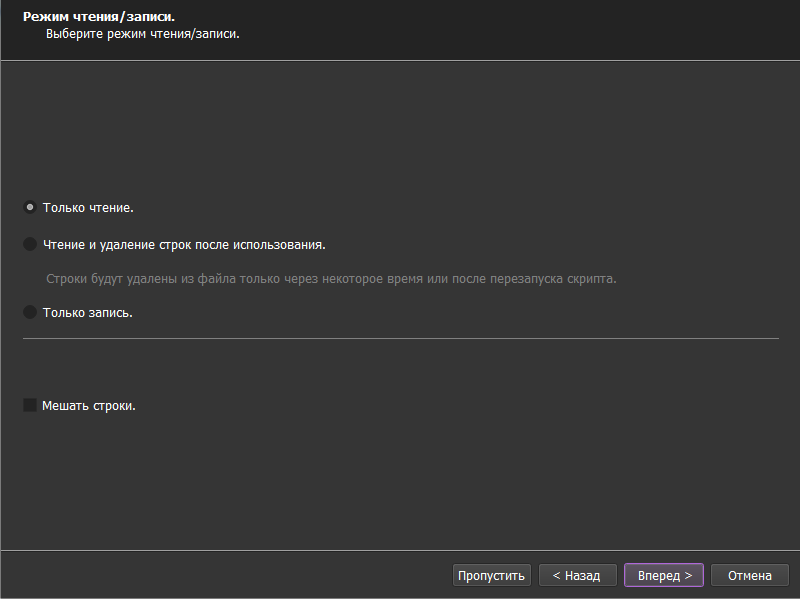 Режим чтения/записи.
Выберите режим чтения/записи.
Только чтение.
Чтение и удаление строк после использования.
Строки будут удалены из файла только через некоторое время или после перезапуска скрипта.
Только запись.
Мешать строки.
Пропустить < Назад Вперед > Отмена